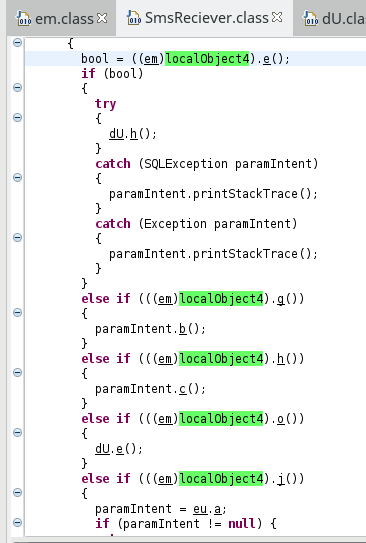 em.class SmsReciever.class dU.cla
{
bool = ((em)localObject4).e();
if (bool)
{
try
{
dU.h();
}
catch (SQLException paramIntent)
{
paramIntent.printStackTrace();
}
catch (Exception paramIntent)
{
paramIntent.printStackTrace();
}
}
else if (((em)localObject4).g())
{
paramIntent.b();
}
else if (((em)localObject4).h())
{
paramIntent.c();
}
else if (((em)localObject4).o())
{
dU.e();
}
else if (((em)localObject4).j())
{
paramIntent = eu.a;
if (paramIntent != null) {